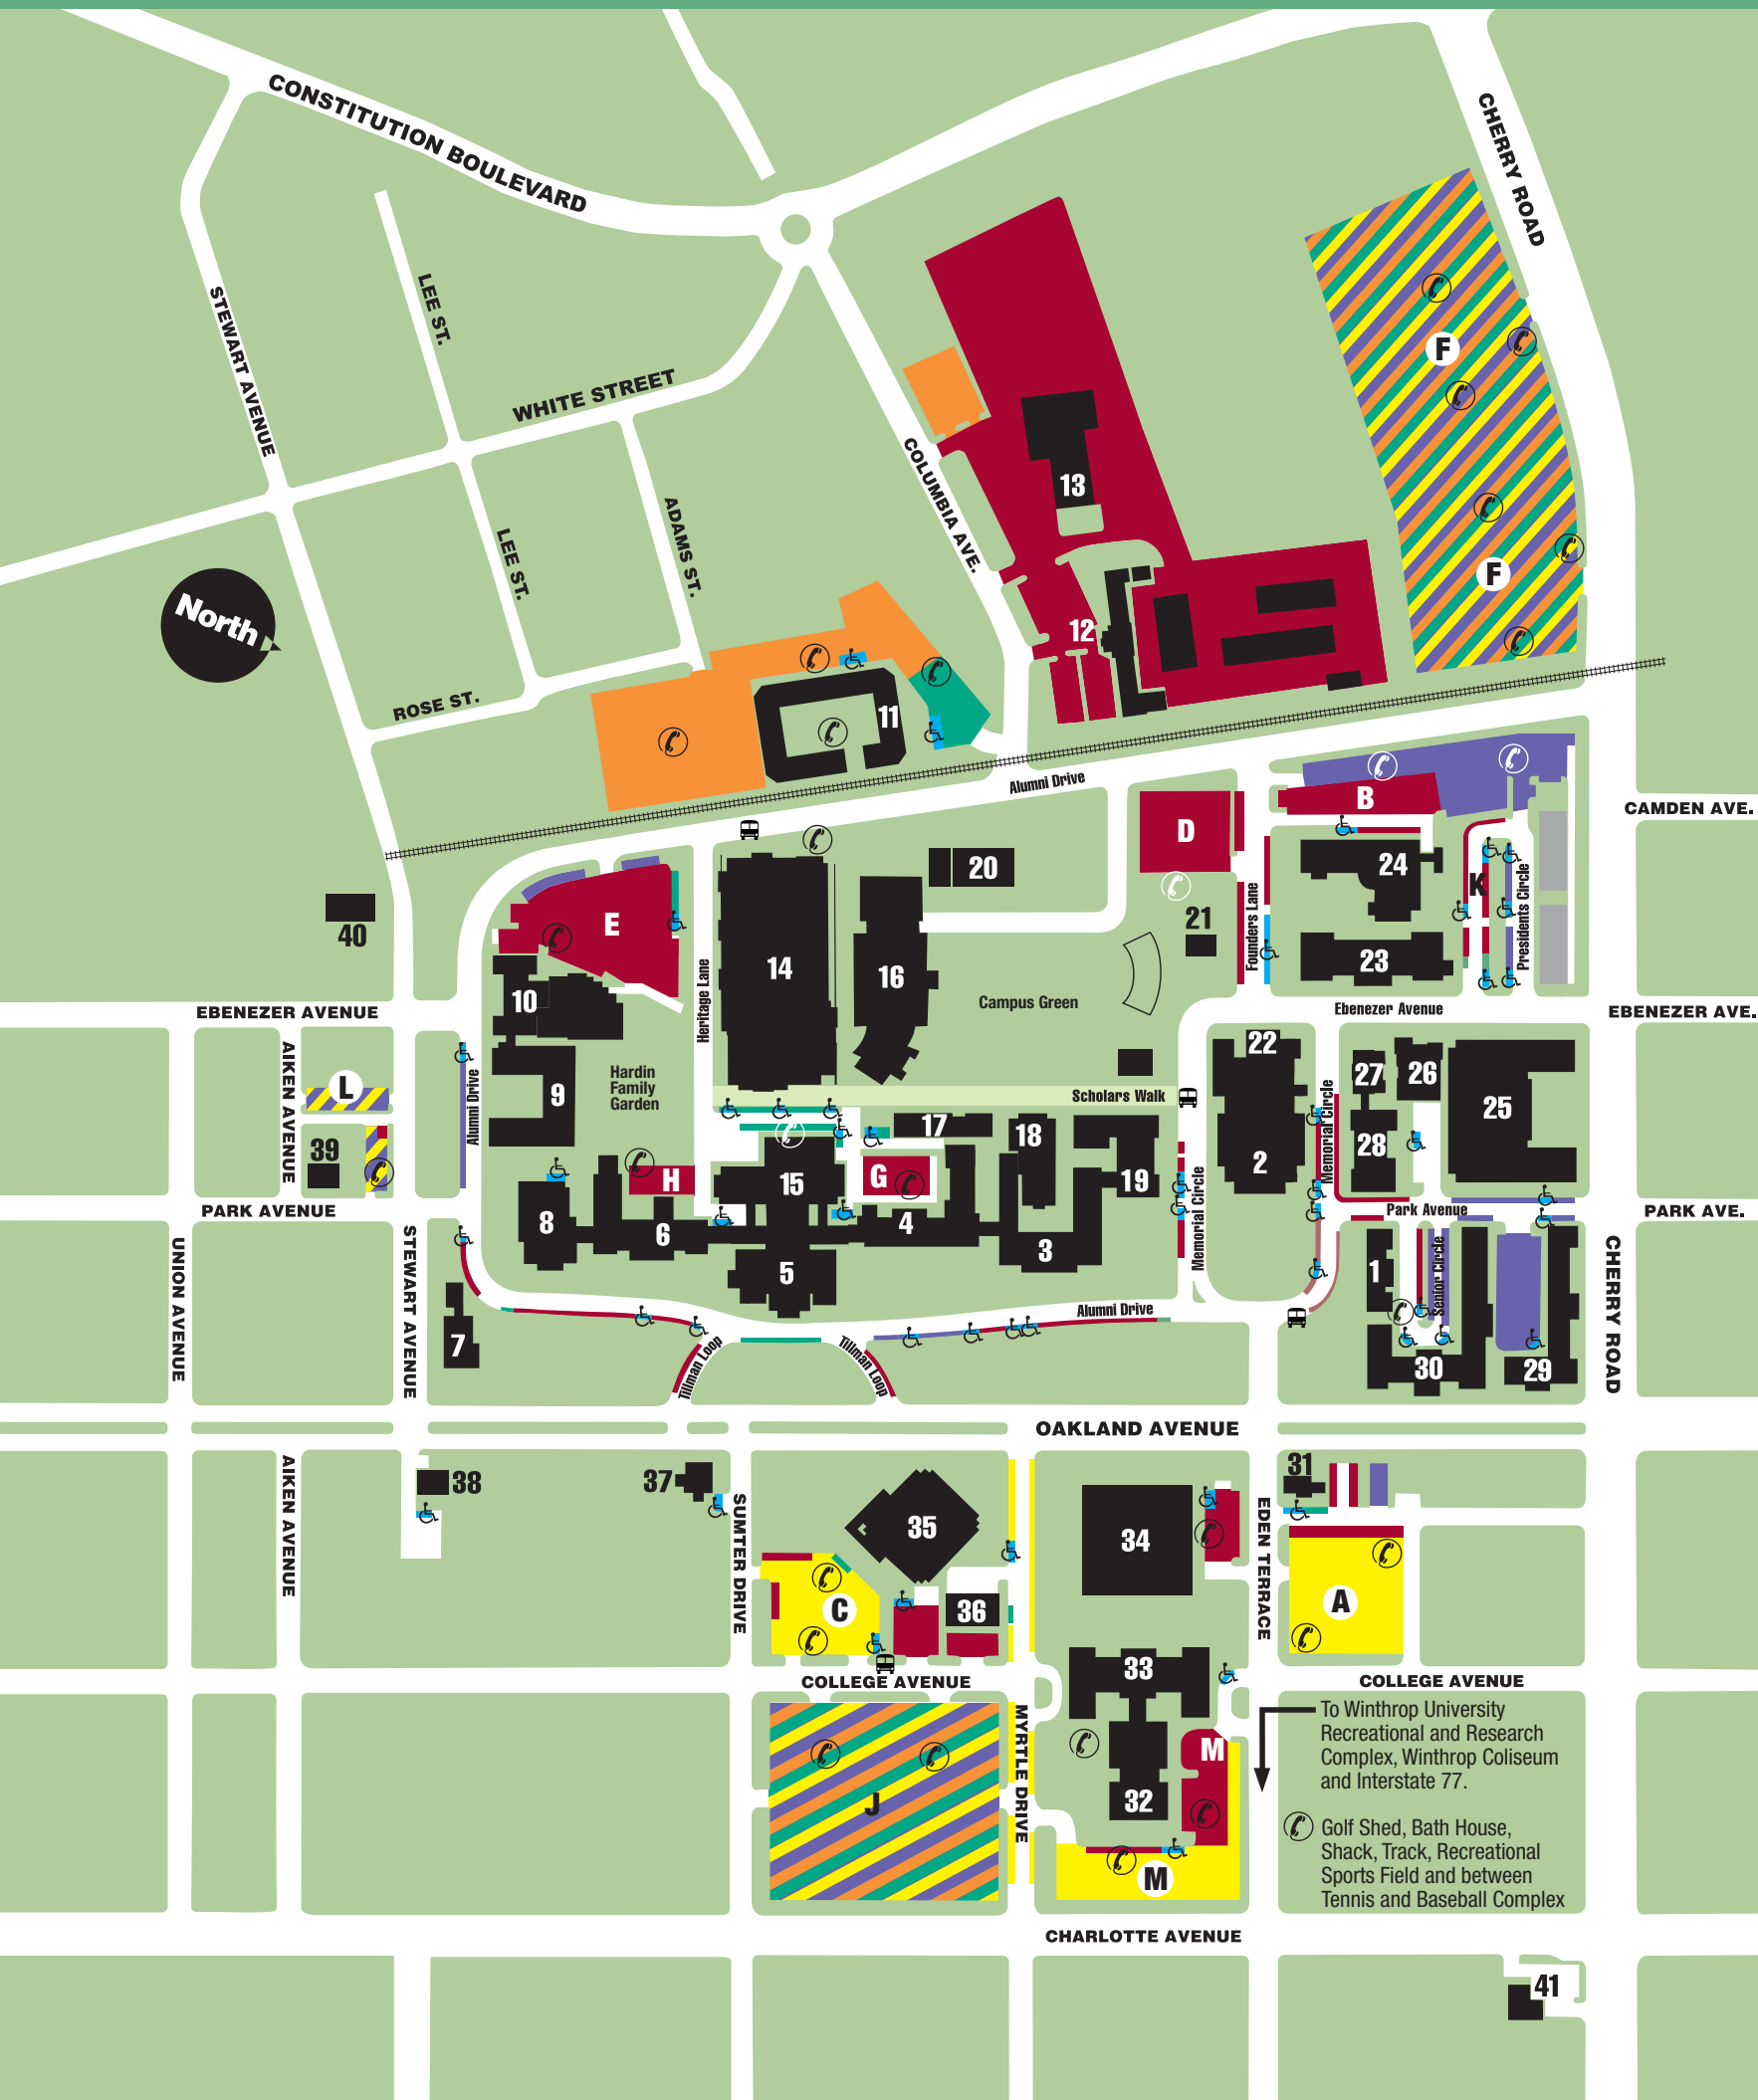 CONSTITUTION BOULEVARD
CHERRY ROAD
STEWART AVENUE
LEE ST.
WHITE STREET
F
COLUMBIA AVE.
13
ADAMS ST.
LEE ST.
North
F
12
ROSE ST.
11
Alumni Drive
B
CAMDEN AVE.
D
20
24
E
K
Presidents Circle
21
40
14
Founders Lane
16
23
10
Heritage Lane
Campus Green
EBENEZER AVENUE
Ebenezer Avenue
EBENEZER AVE.
AIKEN AVENUE
22
Hardin
Family
Garden
27
26
L
9
Alumni Drive
Scholars Walk
Memorial Circle
25
17
18
39
28
2
H
15
G
19
PARK AVENUE
Park Avenue
PARK AVE.
8
6
4
3
Memorial Circle
UNION AVENUE
STEWART AVENUE
5
1
Senior Circle
CHERRY ROAD
Alumni Drive
7
Tillman Loop
Tillman Loop
30
29
OAKLAND AVENUE
AIKEN AVENUE
38
37
31
SUMTER DRIVE
35
34
EDEN TERRACE
C
36
A
33
COLLEGE AVENUE
COLLEGE AVENUE
To Winthrop University
Recreational and Research
Complex, Winthrop Coliseum
and Interstate 77.
MYRTLE DRIVE
M
J
32
Golf Shed, Bath House,
Shack, Track, Recreational
Sports Field and between
Tennis and Baseball Complex
M
CHARLOTTE AVENUE
41